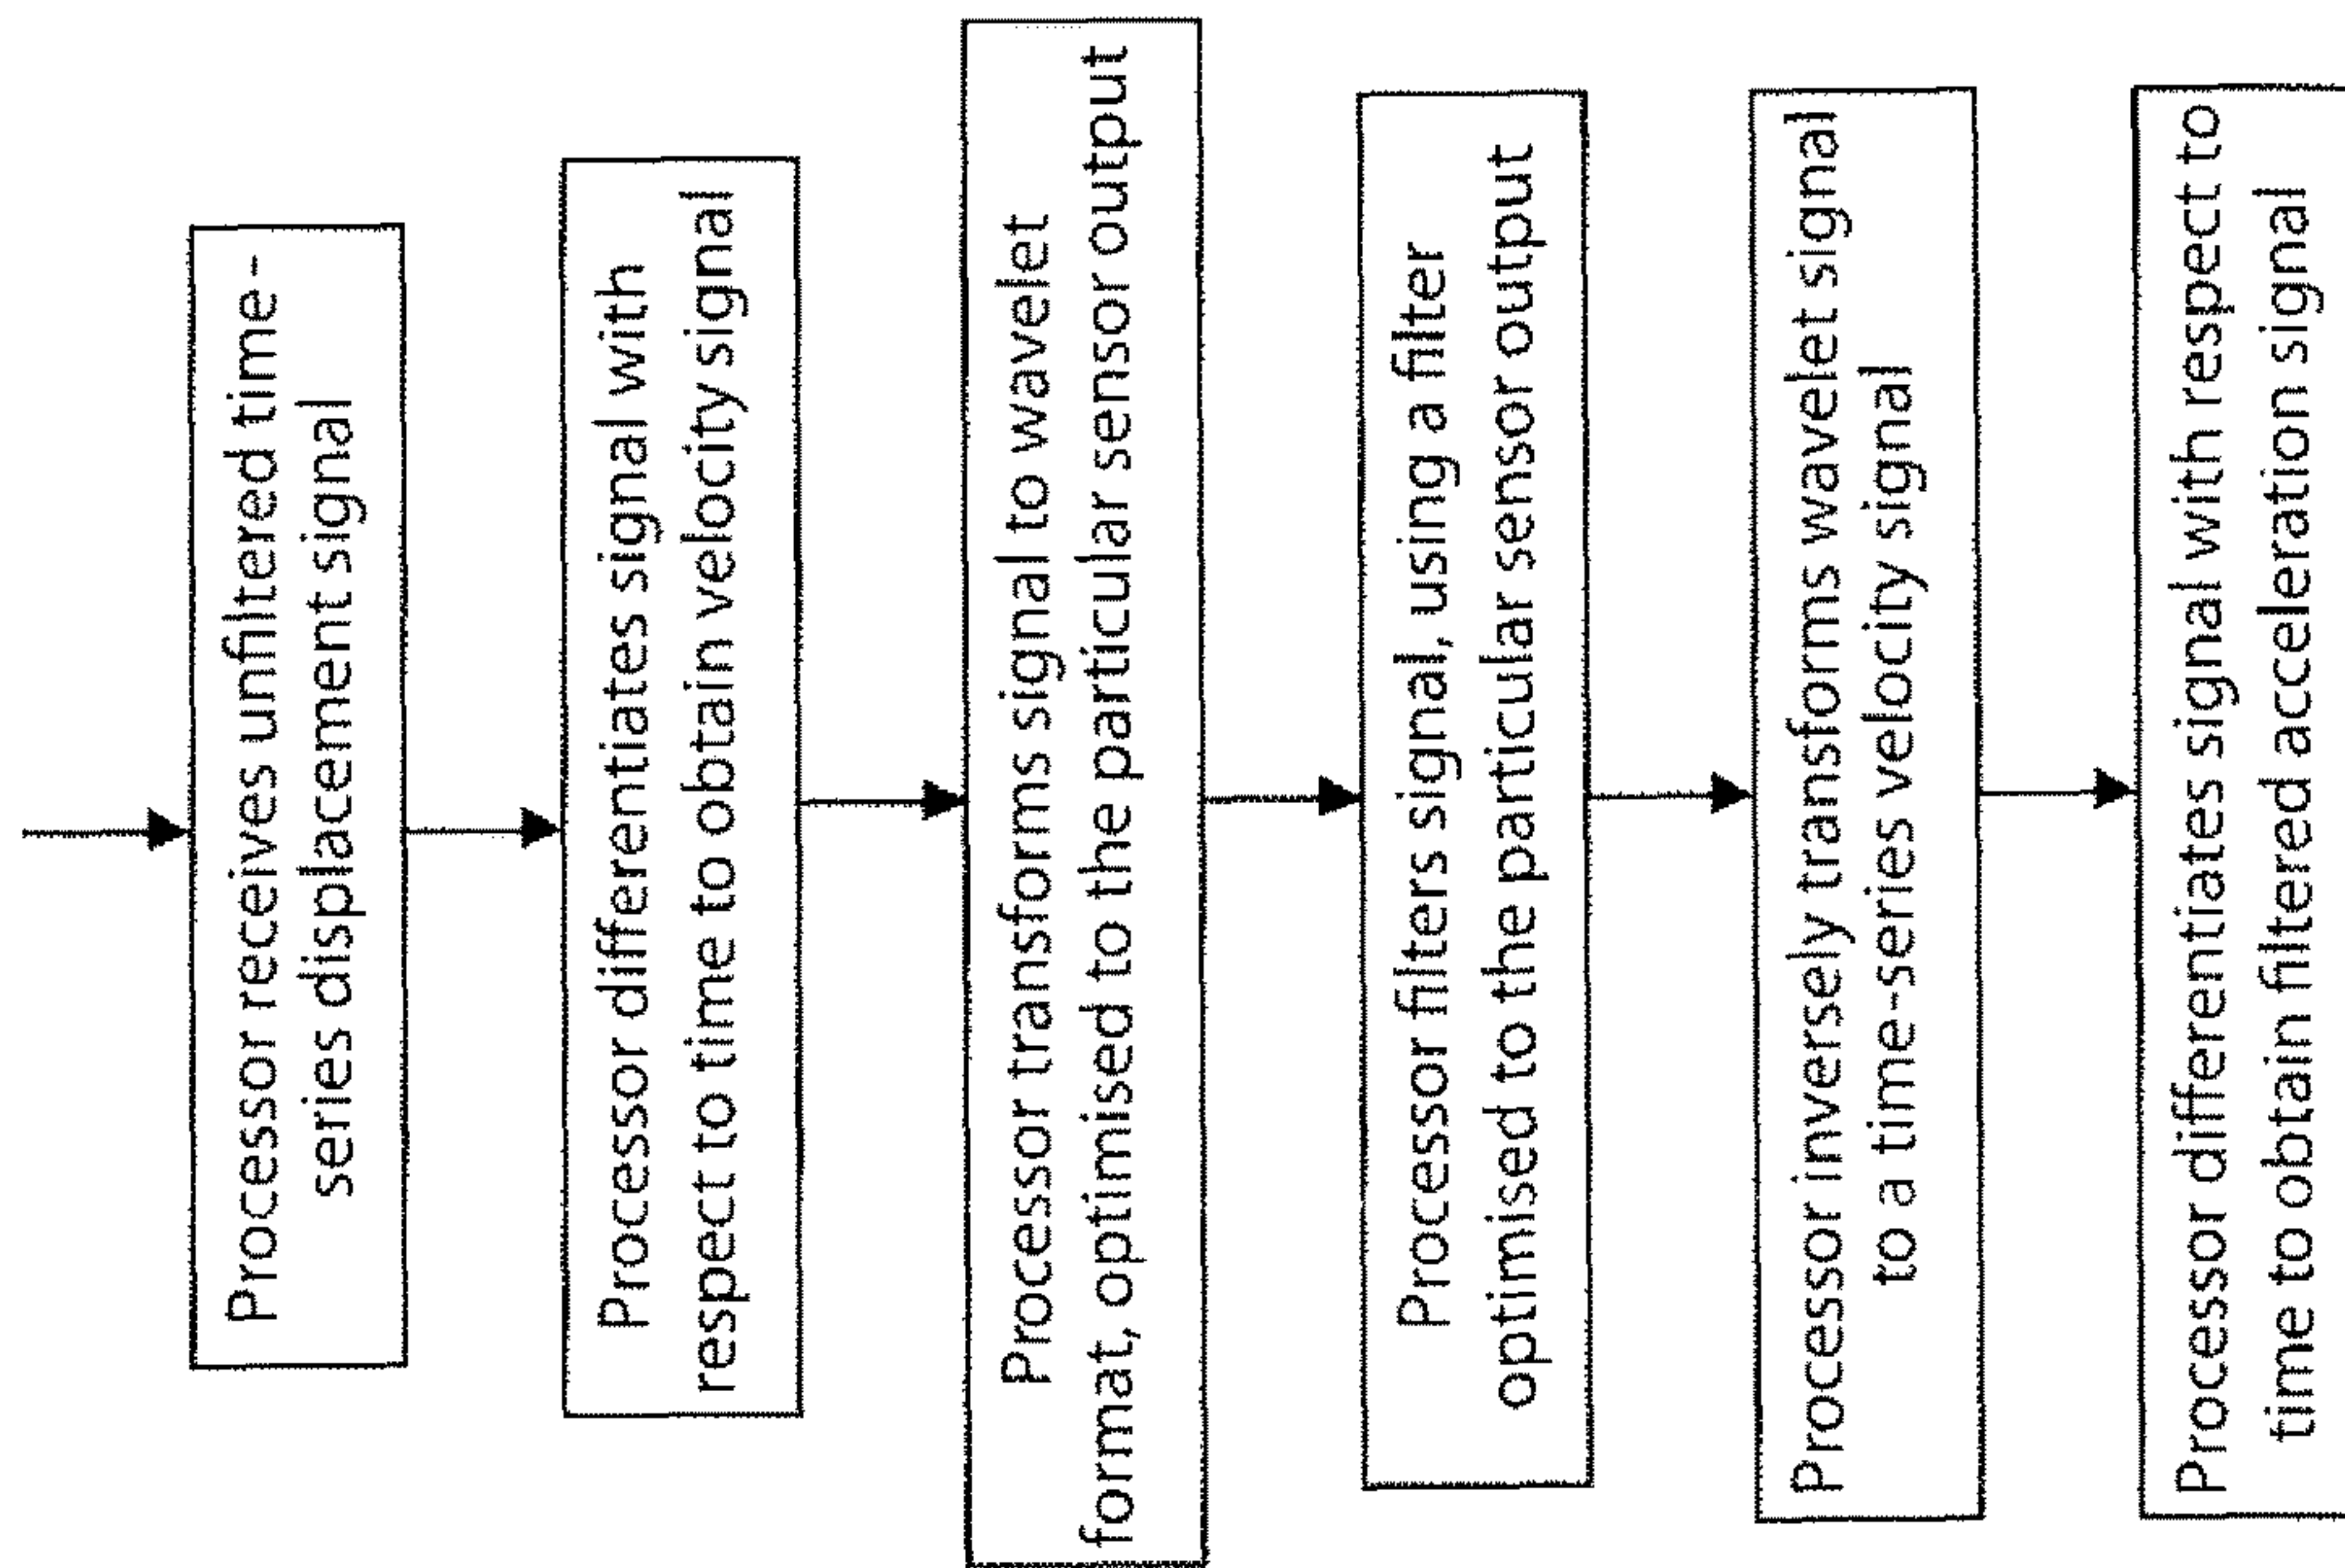 Processor receives unfiltered time-
series displacement signal
Processor differentiates signal with
respect to time to obtain velocity signal
Processor transforms signal to wavelet
format, optimised to the particular sensor output
Processor filters signal, using a filter
optimised to the particular sensor output
Processor inversely transforms wavelet signal
to a time-series velocity signal
Processor differentiates signal with respect to
time to obtain filtered acceleration signal